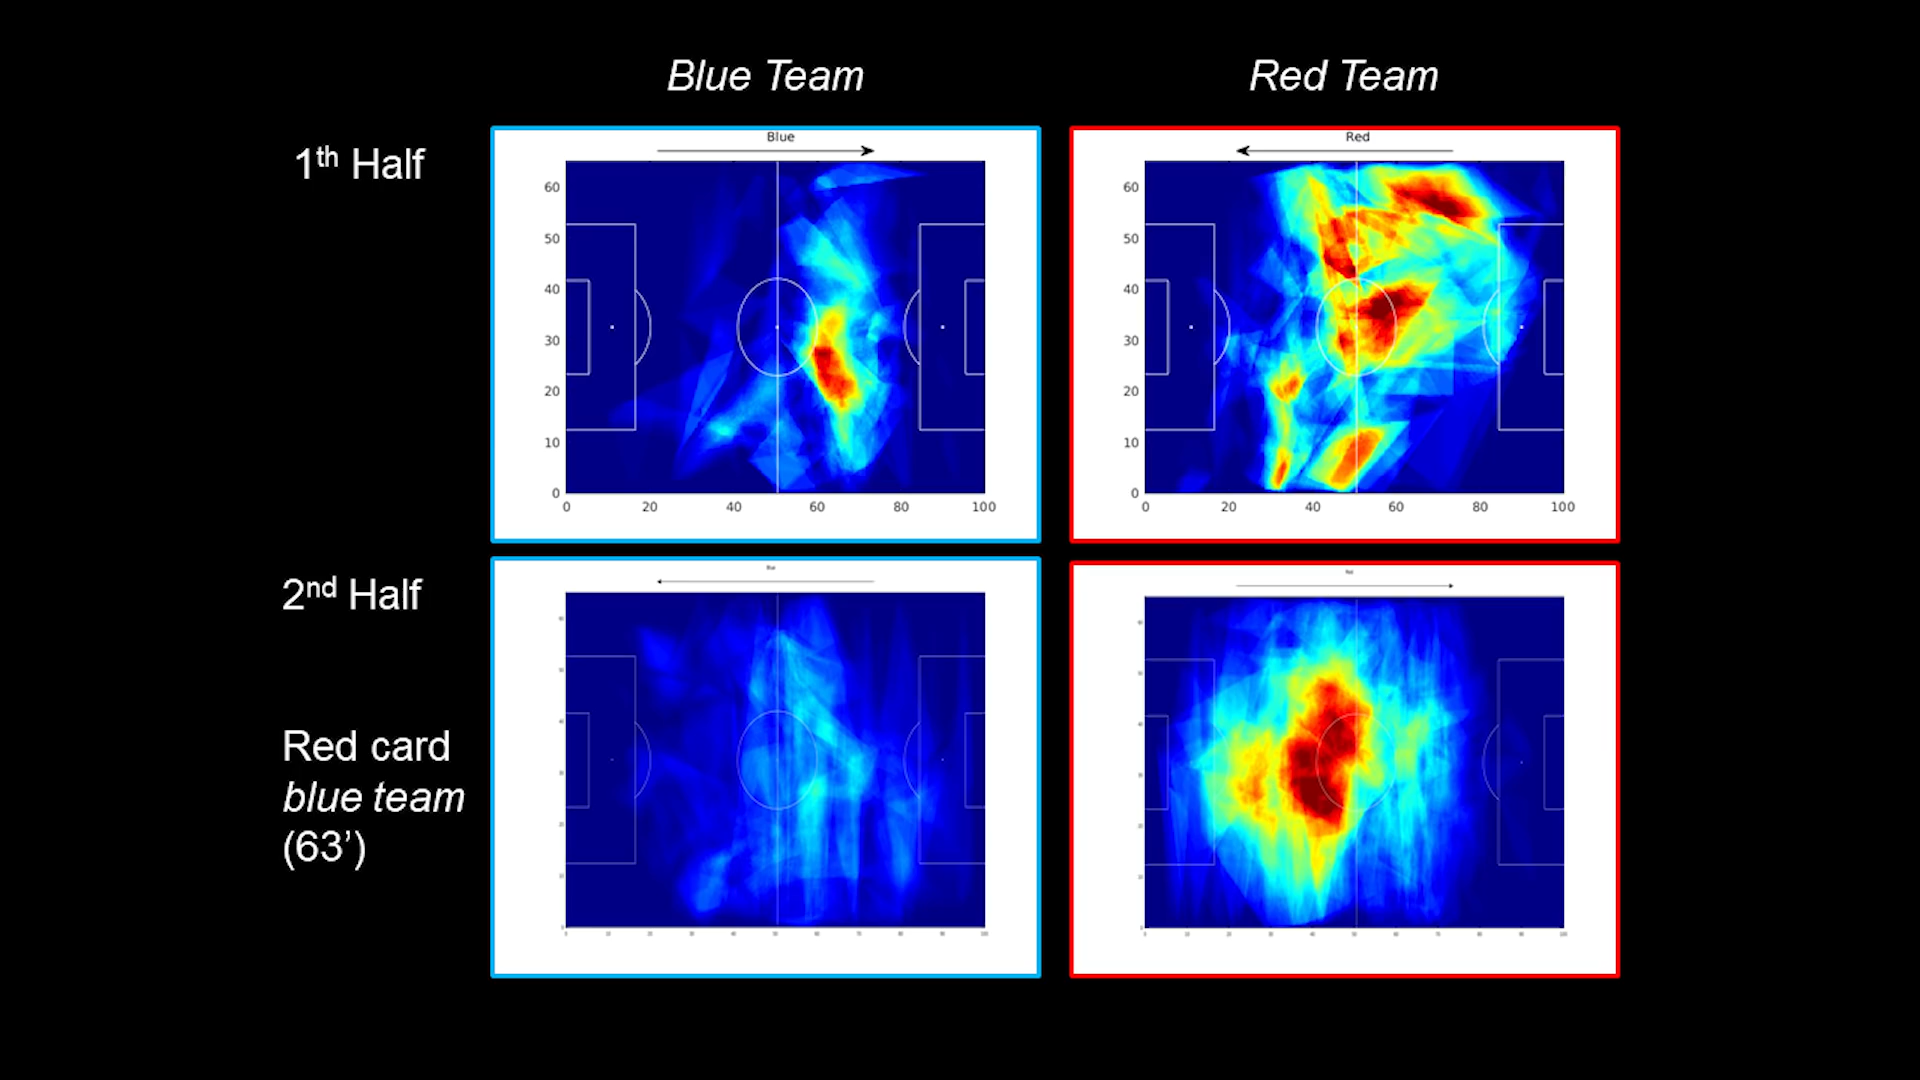 Blue Team
Red Team
1th Half
Blue
60
50
40
30
20
10
0
0 20 40 60 80 100
Red
60
50
40
30
20
10
0
0 20 40 60 80 100
2nd Half
Red card
blue team
(63’)
Blue
Red